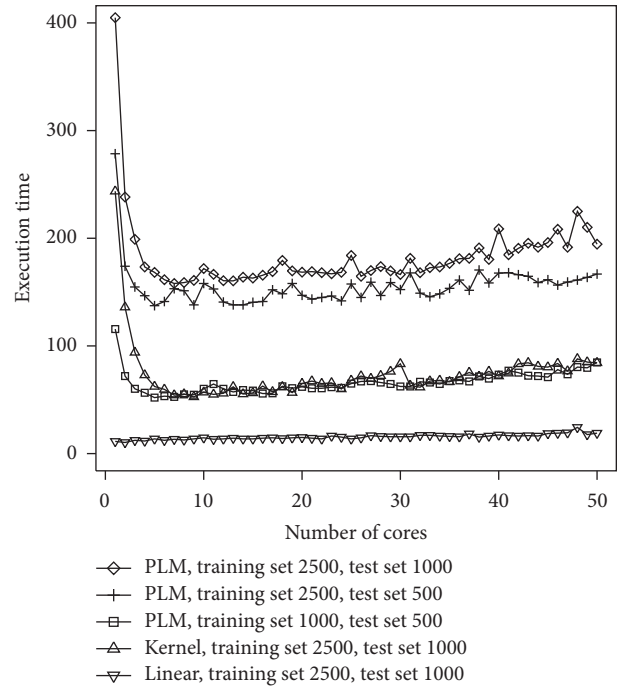 400
300
200
100
0
Execution time
0 10 20 30 40 50
Number of cores
PLM, training set 2500, test set 1000
PLM, training set 2500, test set 500
PLM, training set 1000, test set 500
Kernel, training set 2500, test set 1000
Linear, training set 2500, test set 1000